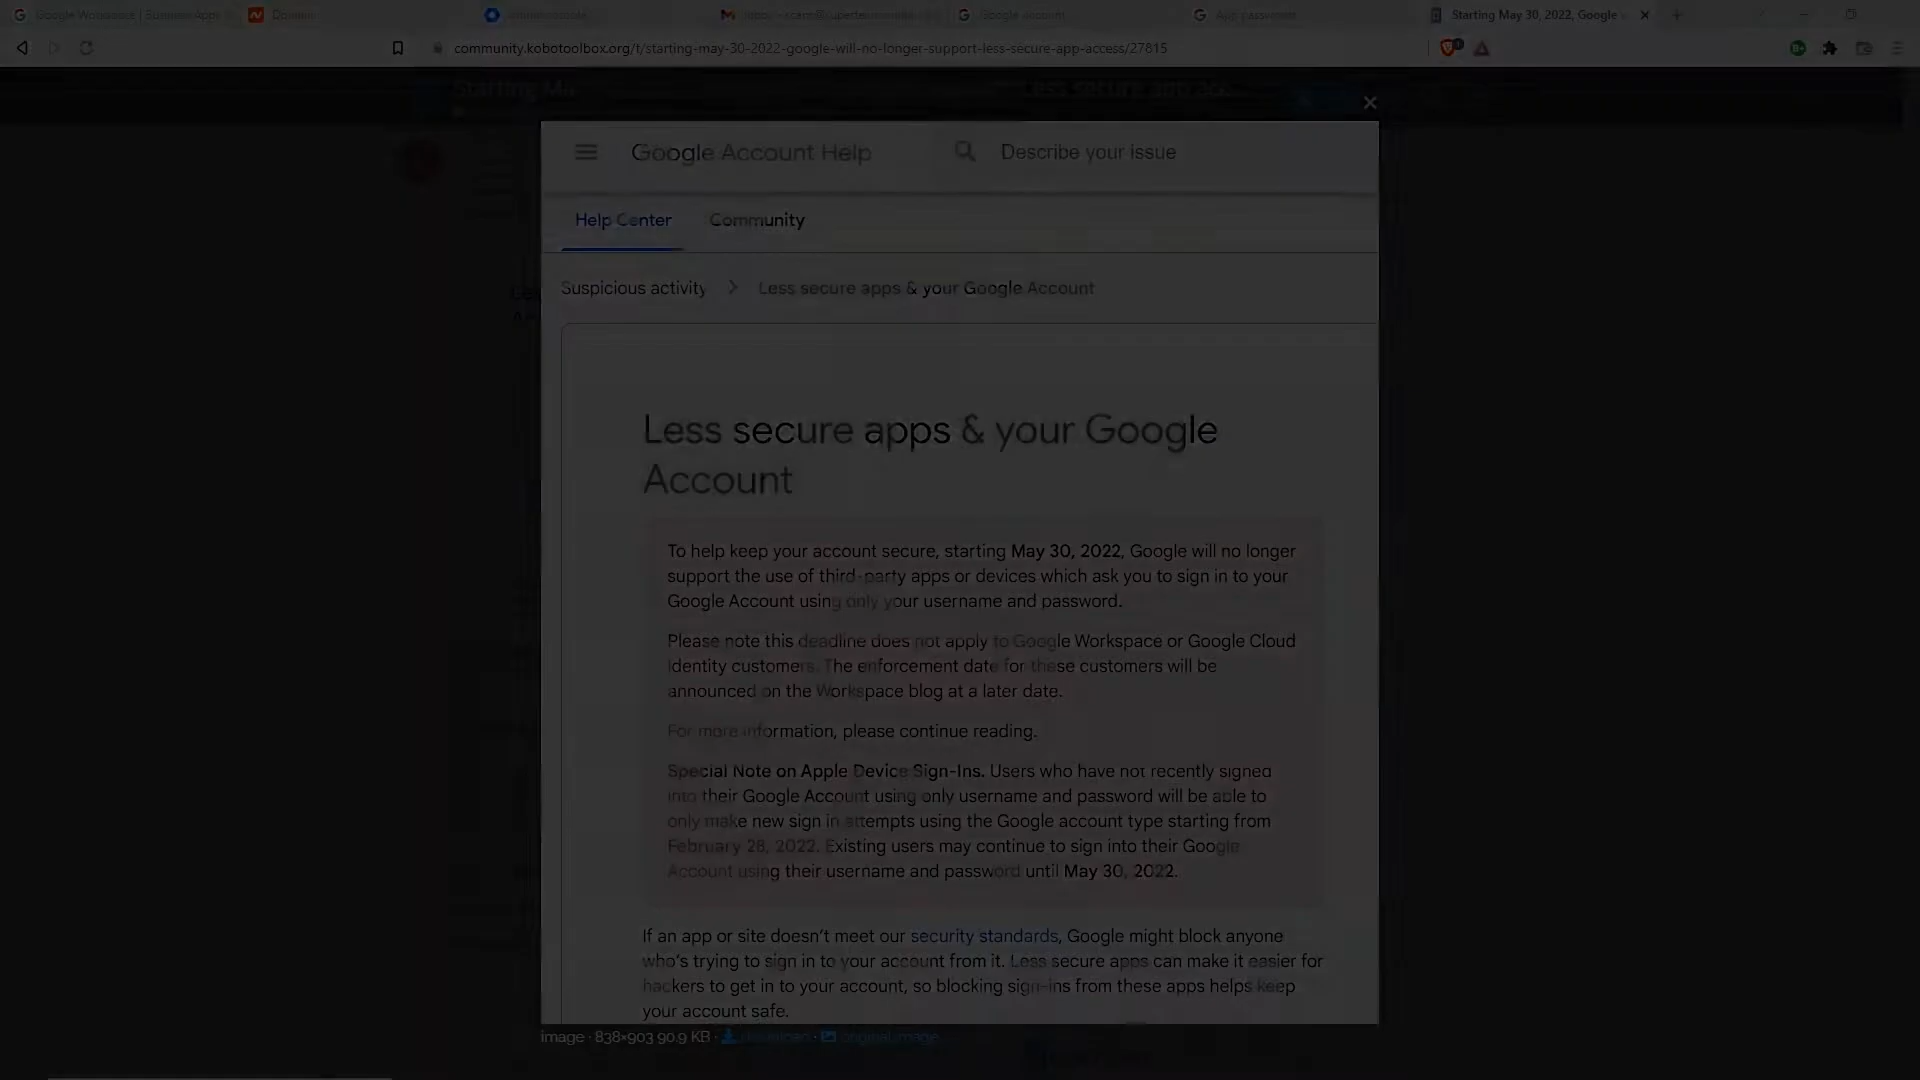 Google Workspace | Business Apps
Domain
Google Account
App passwords
Starting May 30, 2022, Google
community.kobotoolbox.org/t/starting-may-30-2022-google-will-no-longer-support-less-secure-app-access/27815
Google Account Help
Describe your issue
Help Center
Community
Suspicious activity
Less secure apps & your Google Account
Less secure apps & your Google
Account
To help keep your account secure, starting May 30, 2022, Google will no longer
support the use of third-party apps or devices which ask you to sign in to your
Google Account using only your username and password.
Please note this deadline does not apply to Google Workspace or Google Cloud
Identity customers. The enforcement date for these customers will be
announced on the Workspace blog at a later date.
For more information, please continue reading.
Special Note on Apple Device Sign-Ins. Users who have not recently signed
into their Google Account using only username and password will be able to
only make new sign in attempts using the Google account type starting from
February 28, 2022. Existing users may continue to sign into their Google
Account using their username and password until May 30, 2022.
If an app or site doesn't meet our security standards, Google might block anyone
who's trying to sign in to your account from it. Less secure apps can make it easier for
hackers to get in to your account, so blocking sign-ins from these apps helps keep
your account safe.
image · 838×903 90.9 KB · download · original image